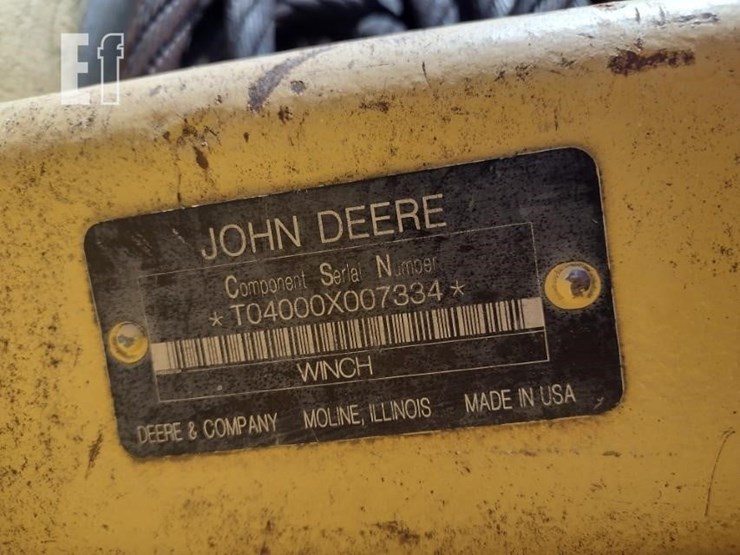 Ef
JOHN DEERE
Component Serial Number
* T04000X007334 *
WINCH
DEERE & COMPANY MOLINE, ILLINOIS MADE IN USA